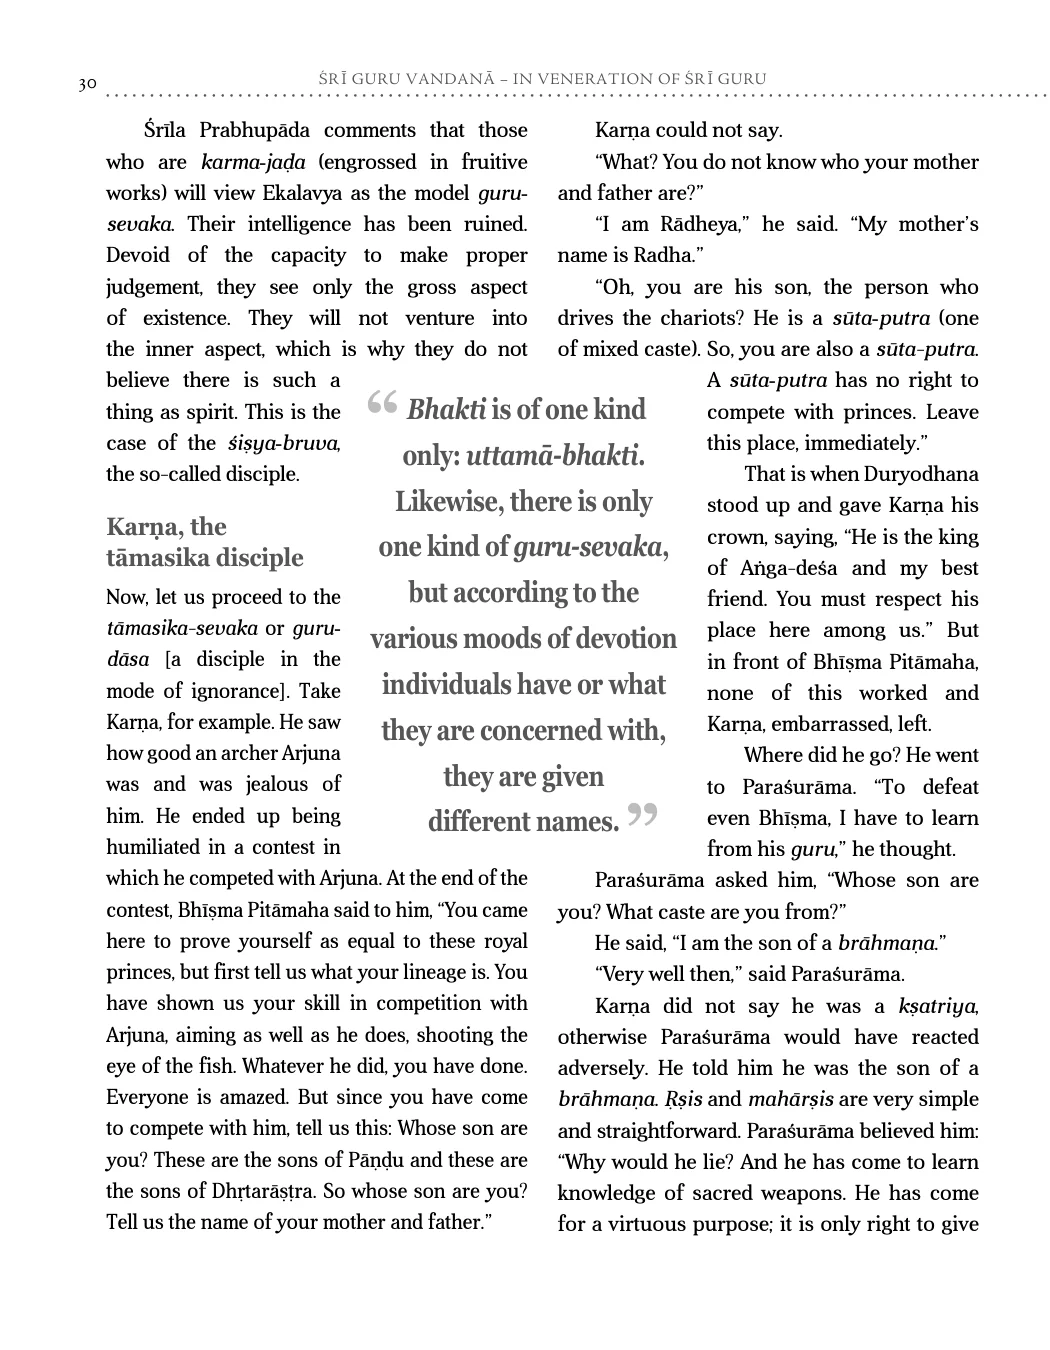 30
ŚRĪ GURU VANDANĀ – IN VENERATION OF ŚRĪ GURU
Śrīla Prabhupāda comments that those
who are karma-jaḍa (engrossed in fruitive
works) will view Ekalavya as the model guru-
sevaka. Their intelligence has been ruined.
Devoid of the capacity to make proper
judgement, they see only the gross aspect
of existence. They will not venture into
the inner aspect, which is why they do not
believe there is such a
thing as spirit. This is the
case of the śiṣya-bruva,
the so-called disciple.
Karṇa, the
tāmasika disciple
Now, let us proceed to the
tāmasika-sevaka or guru-
dāsa [a disciple in the
mode of ignorance]. Take
Karṇa, for example. He saw
how good an archer Arjuna
was and was jealous of
him. He ended up being
humiliated in a contest in
which he competed with Arjuna. At the end of the
contest, Bhīṣma Pitāmaha said to him, “You came
here to prove yourself as equal to these royal
princes, but first tell us what your lineage is. You
have shown us your skill in competition with
Arjuna, aiming as well as he does, shooting the
eye of the fish. Whatever he did, you have done.
Everyone is amazed. But since you have come
to compete with him, tell us this: Whose son are
you? These are the sons of Pāṇḍu and these are
the sons of Dhṛtarāṣṭra. So whose son are you?
Tell us the name of your mother and father.”
“ Bhakti is of one kind
only: uttamā-bhakti.
Likewise, there is only
one kind of guru-sevaka,
but according to the
various moods of devotion
individuals have or what
they are concerned with,
they are given
different names. ”
Karṇa could not say.
“What? You do not know who your mother
and father are?”
“I am Rādheya,” he said. “My mother’s
name is Radha.”
“Oh, you are his son, the person who
drives the chariots? He is a sūta-putra (one
of mixed caste). So, you are also a sūta-putra.
A sūta-putra has no right to
compete with princes. Leave
this place, immediately.”
That is when Duryodhana
stood up and gave Karṇa his
crown, saying, “He is the king
of Aṅga-deśa and my best
friend. You must respect his
place here among us.” But
in front of Bhīṣma Pitāmaha,
none of this worked and
Karṇa, embarrassed, left.
Where did he go? He went
to Paraśurāma. “To defeat
even Bhīṣma, I have to learn
from his guru,” he thought.
Paraśurāma asked him, “Whose son are
you? What caste are you from?”
He said, “I am the son of a brāhmaṇa.”
“Very well then,” said Paraśurāma.
Karṇa did not say he was a kṣatriya,
otherwise Paraśurāma would have reacted
adversely. He told him he was the son of a
brāhmaṇa. Ṛṣis and mahārṣis are very simple
and straightforward. Paraśurāma believed him:
“Why would he lie? And he has come to learn
knowledge of sacred weapons. He has come
for a virtuous purpose; it is only right to give